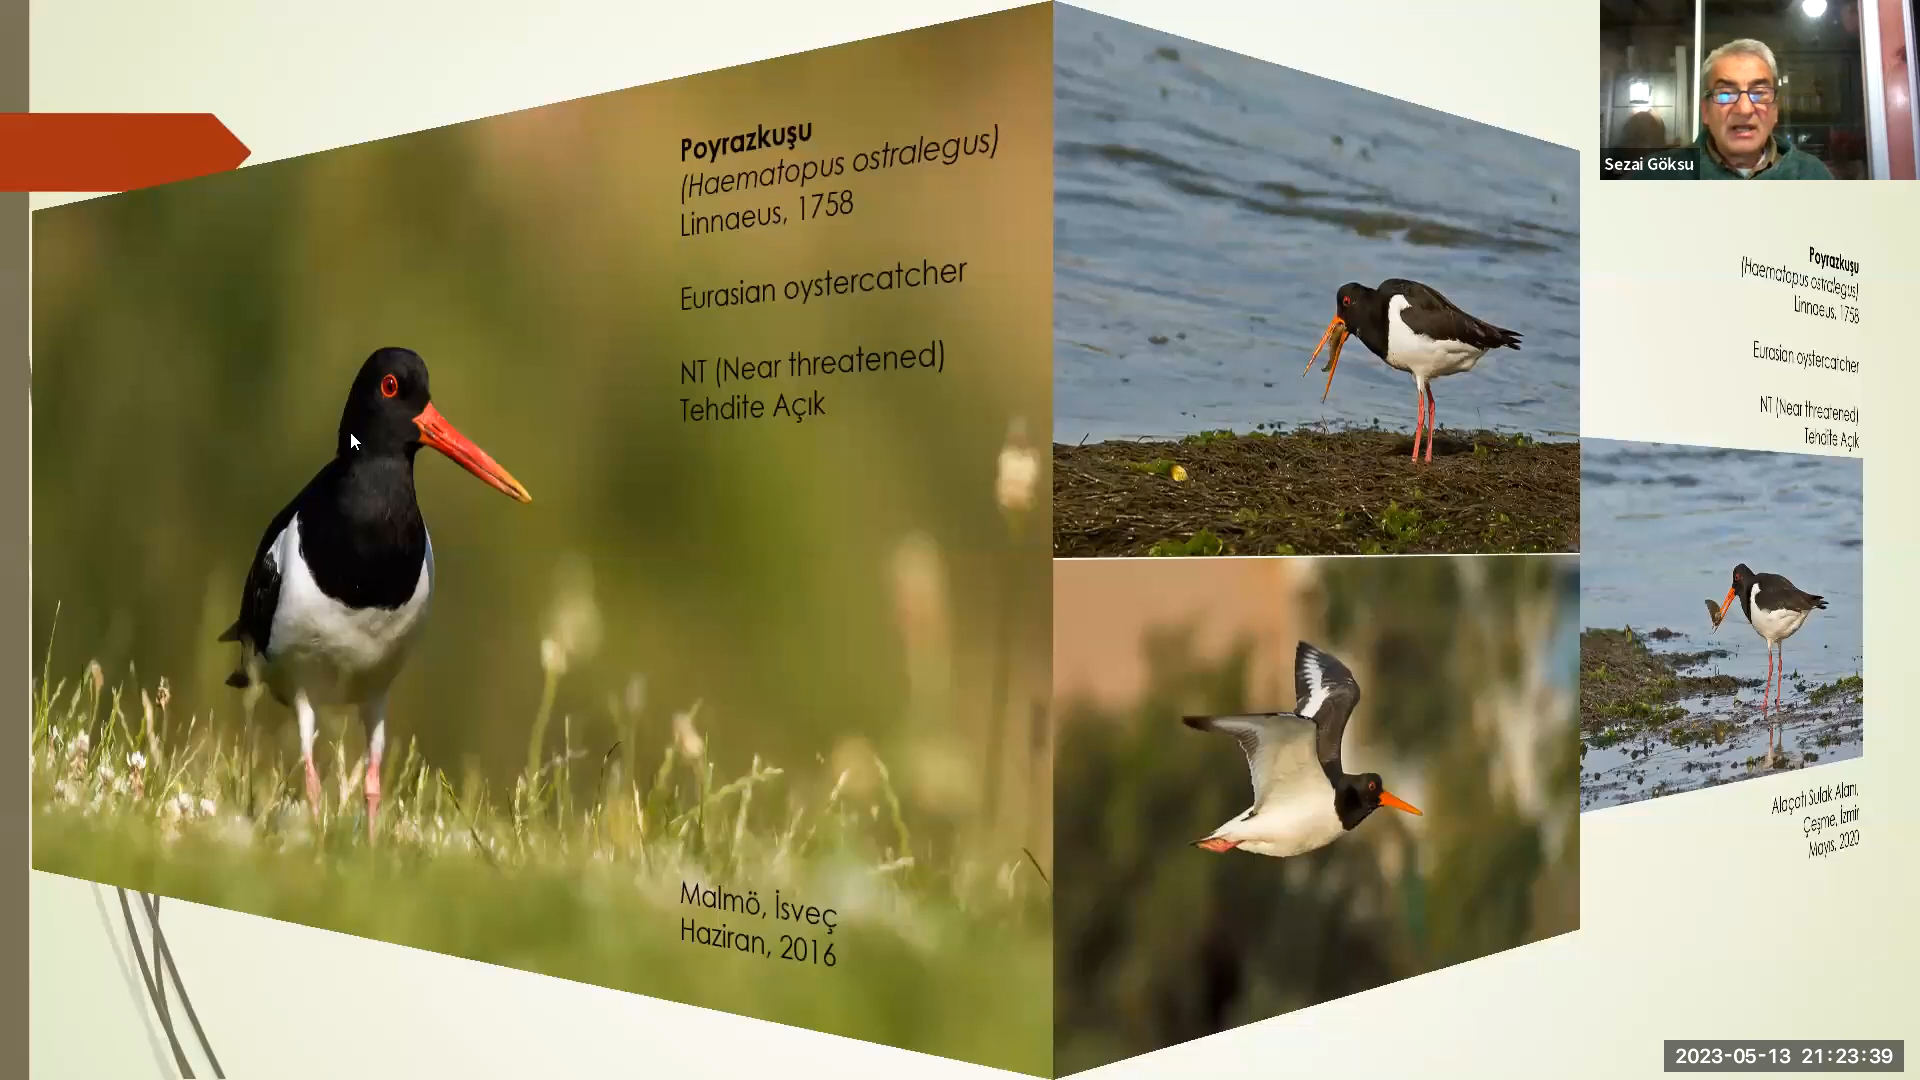 Poyrazkuşu
(Haematopus ostralegus)
Linnaeus, 1758
Eurasian oystercatcher
NT (Near threatened)
Tehdite Açık
Malmö, İsveç
Haziran, 2016
Sezai Göksu
Poyrazkuşu
(Haematopus ostralegus)
Linnaeus, 1758
Eurasian oystercatcher
NT (Near threatened)
Tehdite Açık
Alaçatı Sulak Alanı,
Çeşme, İzmir
Mayıs, 2020
2023-05-13 21:23:39